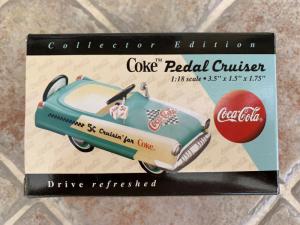 Collector Edition
Coke™ Pedal Cruiser
1:18 scale • 3.5" x 1.5" x 1.75"
Coca-Cola
5¢ Cruisin' for Coke
Drive refreshed